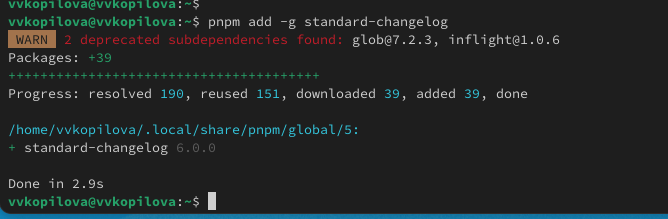 vvkopilova@vvkopilova:~$
vvkopilova@vvkopilova:~$ pnpm add -g standard-changelog
WARN 2 deprecated subdependencies found: glob@7.2.3, inflight@1.0.6
Packages: +39
+++++++++++++++++++++++++++++++++++++++
Progress: resolved 190, reused 151, downloaded 39, added 39, done
/home/vvkopilova/.local/share/pnpm/global/5:
+ standard-changelog 6.0.0
Done in 2.9s
vvkopilova@vvkopilova:~$